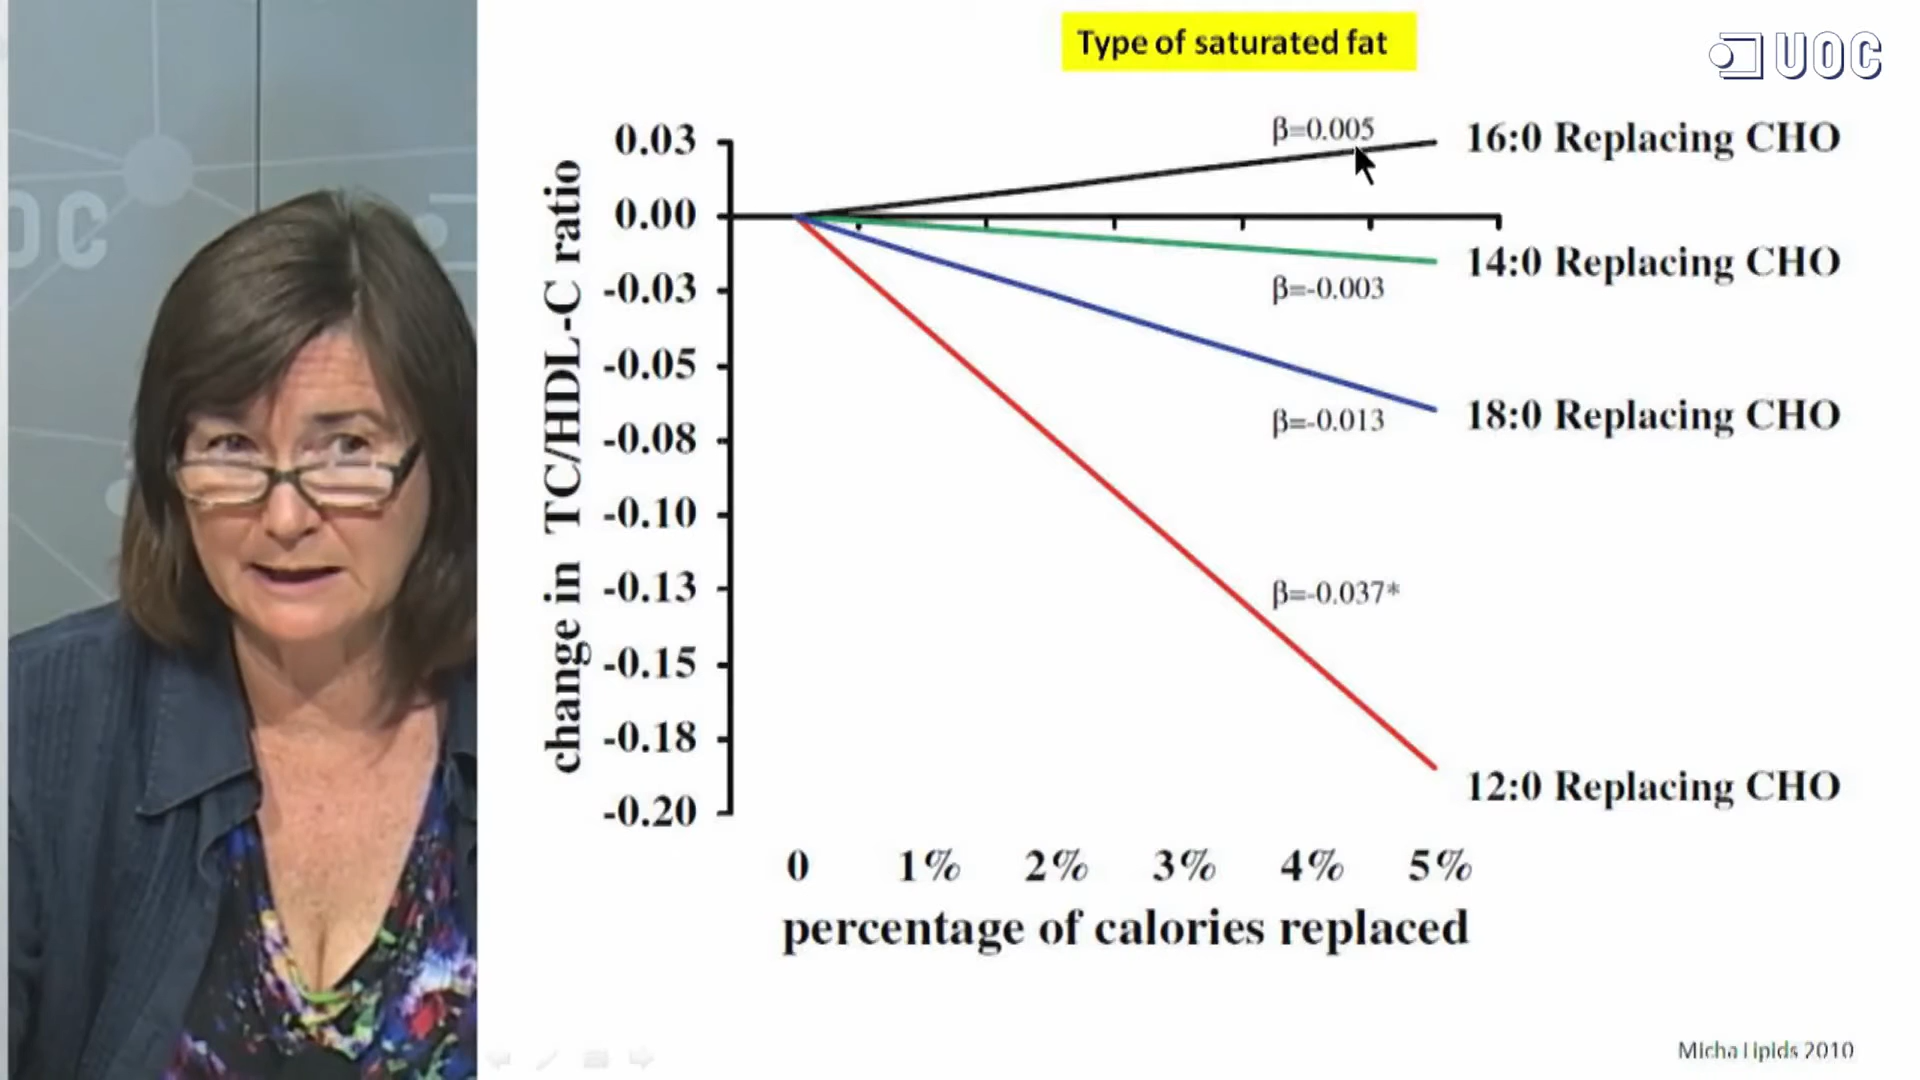 Type of saturated fat
UOC
OC
β=0.005
16:0 Replacing CHO
14:0 Replacing CHO
β=-0.003
18:0 Replacing CHO
β=-0.013
β=-0.037*
12:0 Replacing CHO
change in TC/HDL-C ratio
0.03
0.00
-0.03
-0.05
-0.08
-0.10
-0.13
-0.15
-0.18
-0.20
0 1% 2% 3% 4% 5%
percentage of calories replaced
Micha Lipids 2010